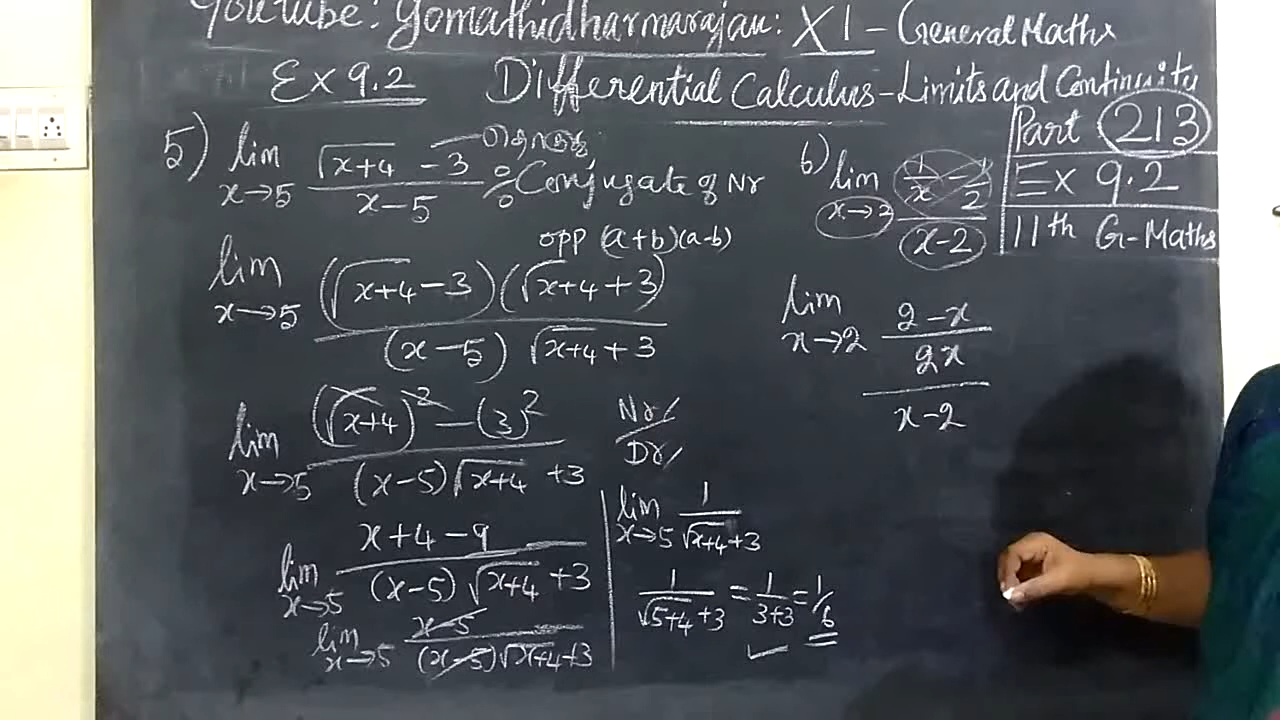 Youtube: Gomathidharmarajan: XI - General Maths
Ex 9.2 Differential Calculus - Limits and Continuity
Part 213
Ex 9.2
11th G-Maths
5) lim x→5 (√(x+4) - 3)/(x-5)
Conjugate of Nr
opp (a+b)(a-b)
lim x→5 (√(x+4) - 3)(√(x+4) + 3)/((x-5) √(x+4) + 3)
lim x→5 ((√(x+4))² - (3)²)/((x-5)√(x+4) + 3)
Nr/Dr
lim x→5 (x+4-9)/((x-5) √(x+4) + 3)
lim x→5 (x-5)/((x-5)√(x+4)+3)
lim x→5 1/(√(x+4)+3)
1/(√(5+4)+3) = 1/(3+3) = 1/6
6) lim x→2 (1/x - 1/2)/(x-2)
lim x→2 ((2-x)/(2x))/(x-2)